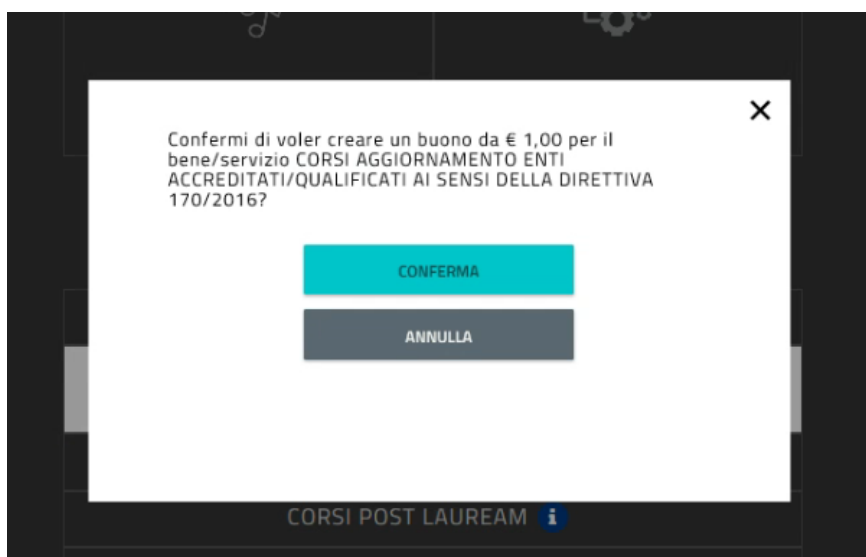 Confermi di voler creare un buono da € 1,00 per il
bene/servizio CORSI AGGIORNAMENTO ENTI
ACCREDITATI/QUALIFICATI AI SENSI DELLA DIRETTIVA
170/2016?
CONFERMA
ANNULLA
CORSI POST LAUREAM i